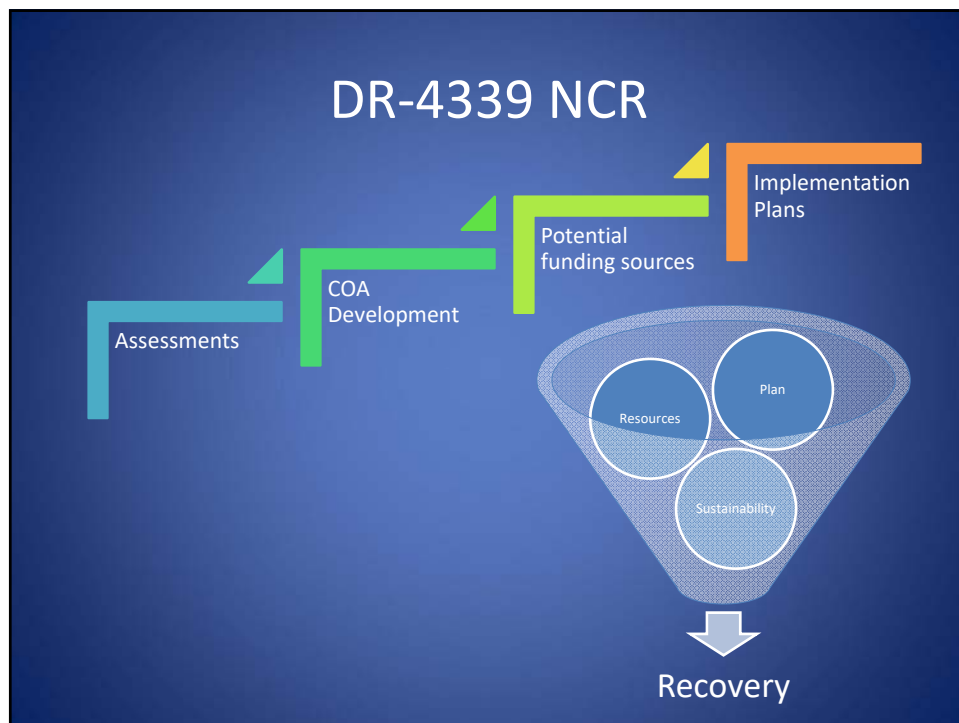 DR-4339 NCR
Assessments
COA
Development
Potential
funding sources
Implementation
Plans
Resources
Plan
Sustainability
Recovery